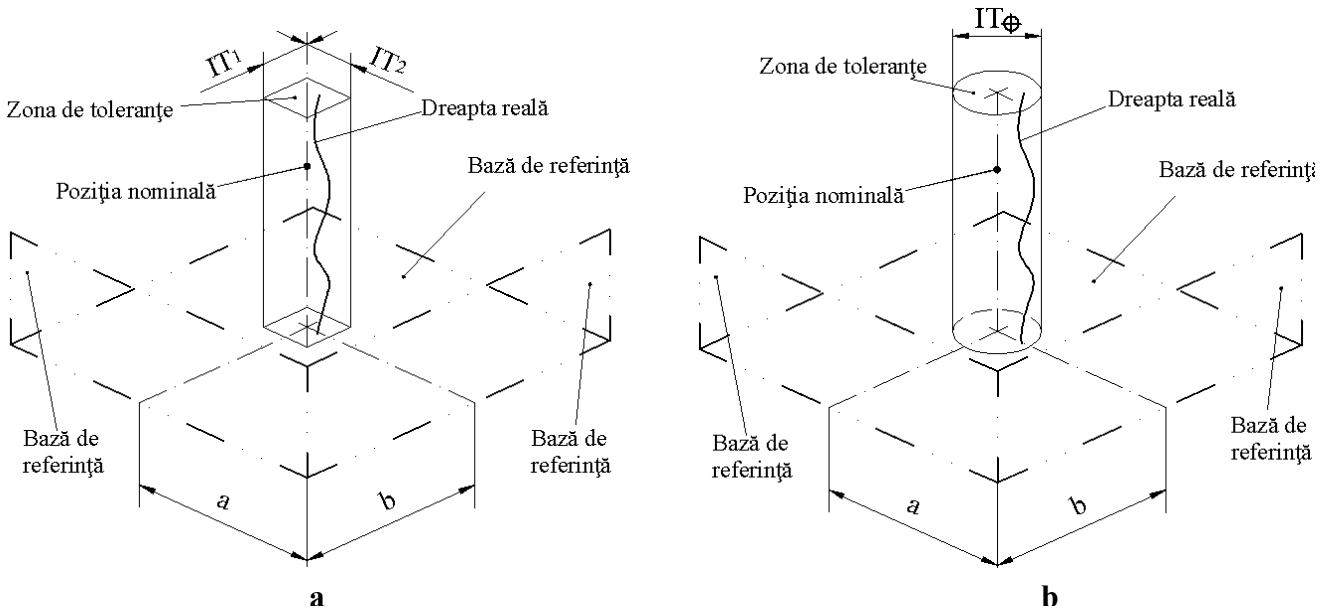 IT1
IT2
Zona de toleranţe
Dreapta reală
Bază de referinţă
Poziţia nominală
Bază de
referinţă
Bază de
referinţă
a
b
a
IT⌖
Zona de toleranţe
Dreapta reală
Bază de referinţ
Poziţia nominală
Bază de
referinţă
Bază de
referinţă
a
b
b